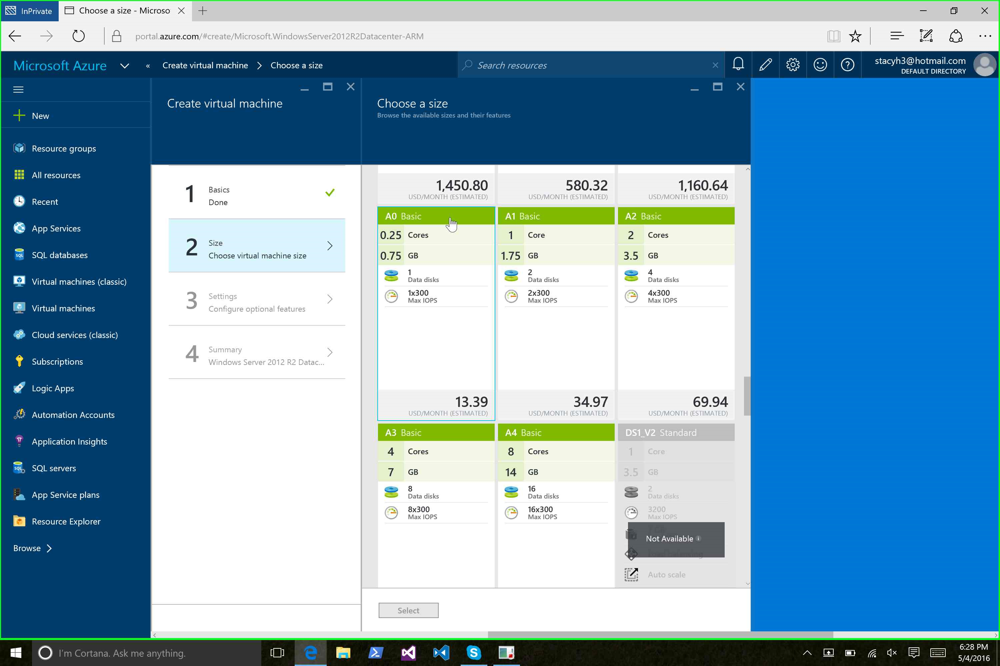 InPrivate
Choose a size - Microso
portal.azure.com/#create/Microsoft.WindowsServer2012R2Datacenter-ARM
Microsoft Azure
«
Create virtual machine
Choose a size
Search resources
stacyh3@hotmail.com
DEFAULT DIRECTORY
New
Resource groups
All resources
Recent
App Services
SQL databases
Virtual machines (classic)
Virtual machines
Cloud services (classic)
Subscriptions
Logic Apps
Automation Accounts
Application Insights
SQL servers
App Service plans
Resource Explorer
Browse
Create virtual machine
1
Basics
Done
2
Size
Choose virtual machine size
3
Settings
Configure optional features
4
Summary
Windows Server 2012 R2 Datac...
Choose a size
Browse the available sizes and their features
1,450.80
USD/MONTH (ESTIMATED)
580.32
USD/MONTH (ESTIMATED)
1,160.64
USD/MONTH (ESTIMATED)
A0 Basic
0.25 Cores
0.75 GB
1
Data disks
1x300
Max IOPS
13.39
USD/MONTH (ESTIMATED)
A1 Basic
1 Core
1.75 GB
2
Data disks
2x300
Max IOPS
34.97
USD/MONTH (ESTIMATED)
A2 Basic
2 Cores
3.5 GB
4
Data disks
4x300
Max IOPS
69.94
USD/MONTH (ESTIMATED)
A3 Basic
4 Cores
7 GB
8
Data disks
8x300
Max IOPS
A4 Basic
8 Cores
14 GB
16
Data disks
16x300
Max IOPS
DS1_V2 Standard
1 Core
3.5 GB
2
Data disks
3200
Max IOPS
Not Available
Auto scale
Select
I'm Cortana. Ask me anything.
6:28 PM
5/4/2016